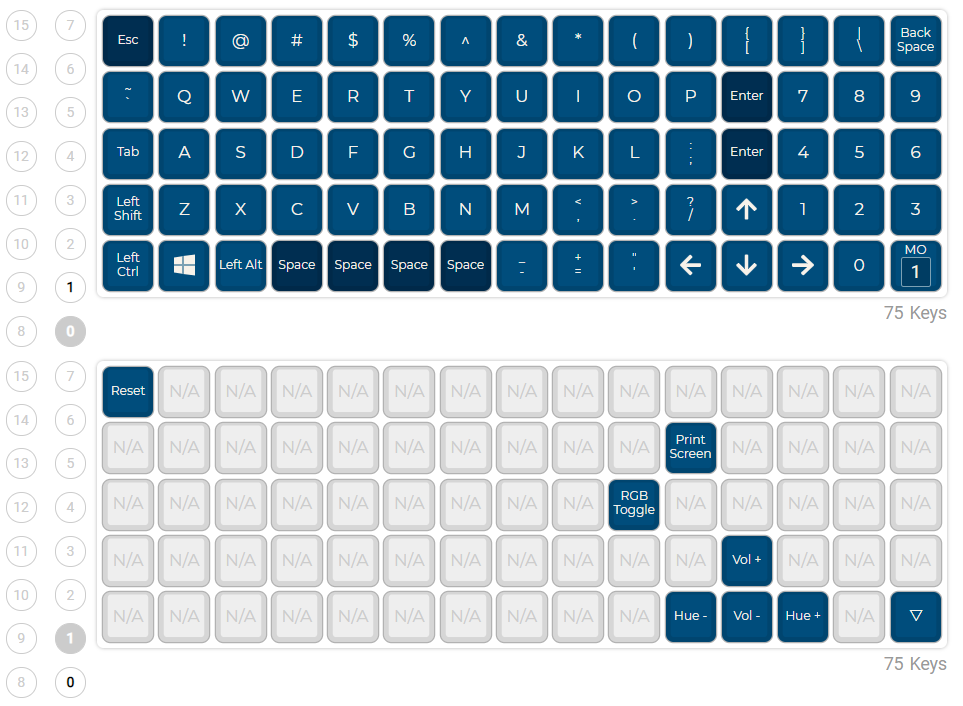 15 7 Esc ! @ # $ % ^ & * ( ) { [ } ] | \ Back Space
14 6 ~ ` Q W E R T Y U I O P Enter 7 8 9
13 5
12 4 Tab A S D F G H J K L : ; Enter 4 5 6
11 3 Left Shift Z X C V B N M < , > . ? / ↑ 1 2 3
10 2 Left Ctrl Left Alt Space Space Space Space _ - + = " ' ← ↓ → 0 MO 1
9 1
75 Keys
8 0
15 7 Reset N/A N/A N/A N/A N/A N/A N/A N/A N/A N/A N/A N/A N/A N/A
14 6 N/A N/A N/A N/A N/A N/A N/A N/A N/A N/A Print Screen N/A N/A N/A N/A
13 5
12 4 N/A N/A N/A N/A N/A N/A N/A N/A N/A RGB Toggle N/A N/A N/A N/A N/A
11 3 N/A N/A N/A N/A N/A N/A N/A N/A N/A N/A N/A Vol + N/A N/A N/A
10 2 N/A N/A N/A N/A N/A N/A N/A N/A N/A N/A Hue - Vol - Hue + N/A ▽
9 1
75 Keys
8 0